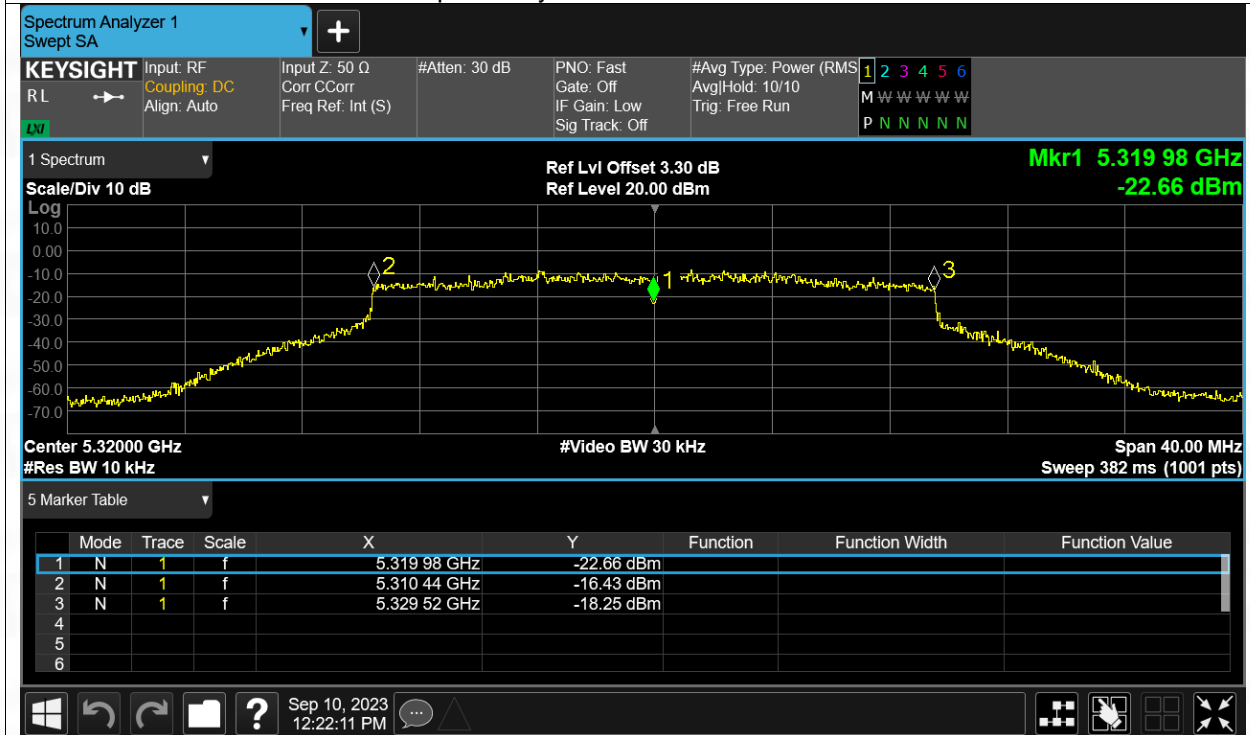 Spectrum Analyzer 1
Swept SA
+
KEYSIGHT Input: RF Input Z: 50 Ω #Atten: 30 dB PNO: Fast #Avg Type: Power (RMS 1 2 3 4 5 6
RL Coupling: DC Corr CCorr Gate: Off Avg|Hold: 10/10 M W W W W W
Align: Auto Freq Ref: Int (S) IF Gain: Low Trig: Free Run
LXI Sig Track: Off P N N N N N
1 Spectrum Ref Lvl Offset 3.30 dB Mkr1 5.319 98 GHz
Scale/Div 10 dB Ref Level 20.00 dBm -22.66 dBm
Log
10.0
0.00
-10.0 2 1 3
-20.0
-30.0
-40.0
-50.0
-60.0
-70.0
Center 5.32000 GHz #Video BW 30 kHz Span 40.00 MHz
#Res BW 10 kHz Sweep 382 ms (1001 pts)
5 Marker Table
Mode Trace Scale X Y Function Function Width Function Value
1 N 1 f 5.319 98 GHz -22.66 dBm
2 N 1 f 5.310 44 GHz -16.43 dBm
3 N 1 f 5.329 52 GHz -18.25 dBm
4
5
6
? Sep 10, 2023
12:22:11 PM